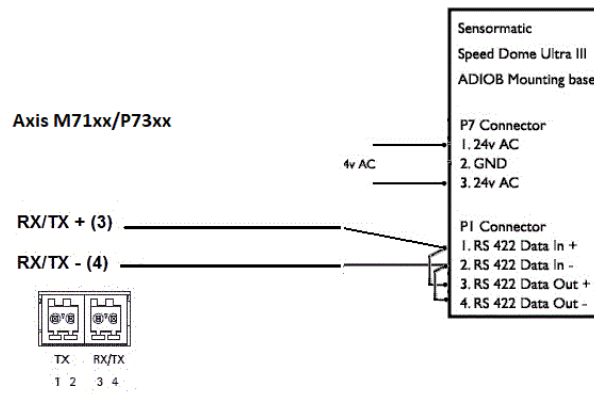 Sensormatic
Speed Dome Ultra III
ADIOB Mounting base
Axis M71xx/P73xx
P7 Connector
1. 24v AC
4v AC
2. GND
3. 24v AC
RX/TX + (3)
P1 Connector
1. RS 422 Data In +
RX/TX - (4)
2. RS 422 Data In -
3. RS 422 Data Out +
4. RS 422 Data Out -
TX RX/TX
1 2 3 4